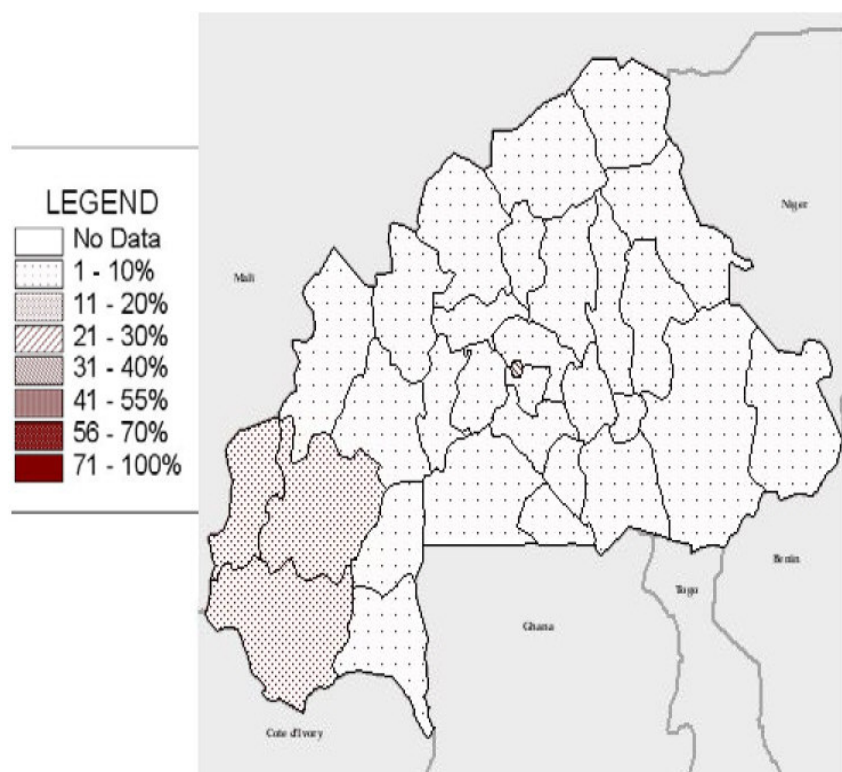 LEGEND
No Data
1 - 10%
11 - 20%
21 - 30%
31 - 40%
41 - 55%
56 - 70%
71 - 100%
Niger
Mali
Benin
Togo
Ghana
Cote d'Ivory